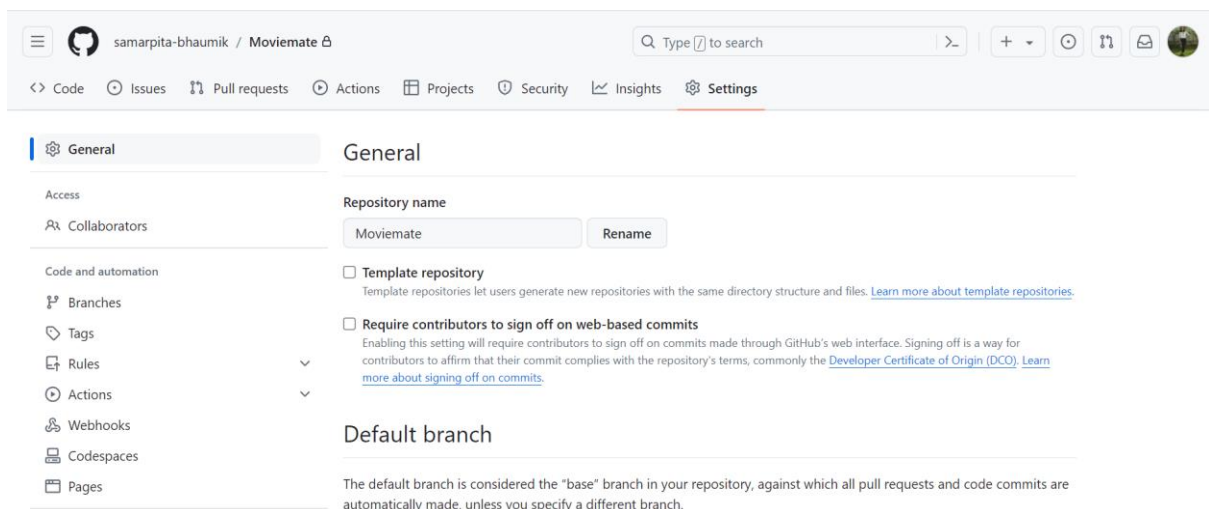 samarpita-bhaumik / Moviemate
Type / to search
Code
Issues
Pull requests
Actions
Projects
Security
Insights
Settings
General
Access
Collaborators
Code and automation
Branches
Tags
Rules
Actions
Webhooks
Codespaces
Pages
General
Repository name
Moviemate
Rename
Template repository
Template repositories let users generate new repositories with the same directory structure and files. Learn more about template repositories.
Require contributors to sign off on web-based commits
Enabling this setting will require contributors to sign off on commits made through GitHub's web interface. Signing off is a way for
contributors to affirm that their commit complies with the repository's terms, commonly the Developer Certificate of Origin (DCO). Learn
more about signing off on commits.
Default branch
The default branch is considered the "base" branch in your repository, against which all pull requests and code commits are
automatically made, unless you specify a different branch.